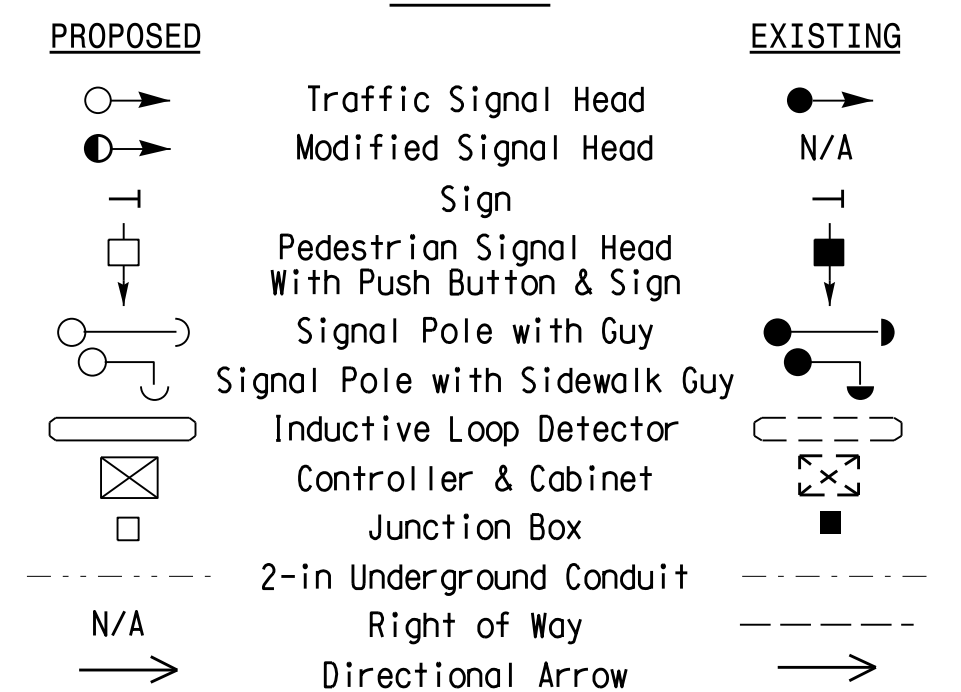 PROPOSED EXISTING
Traffic Signal Head
Modified Signal Head N/A
Sign
Pedestrian Signal Head
With Push Button & Sign
Signal Pole with Guy
Signal Pole with Sidewalk Guy
Inductive Loop Detector
Controller & Cabinet
Junction Box
2-in Underground Conduit
N/A Right of Way
Directional Arrow